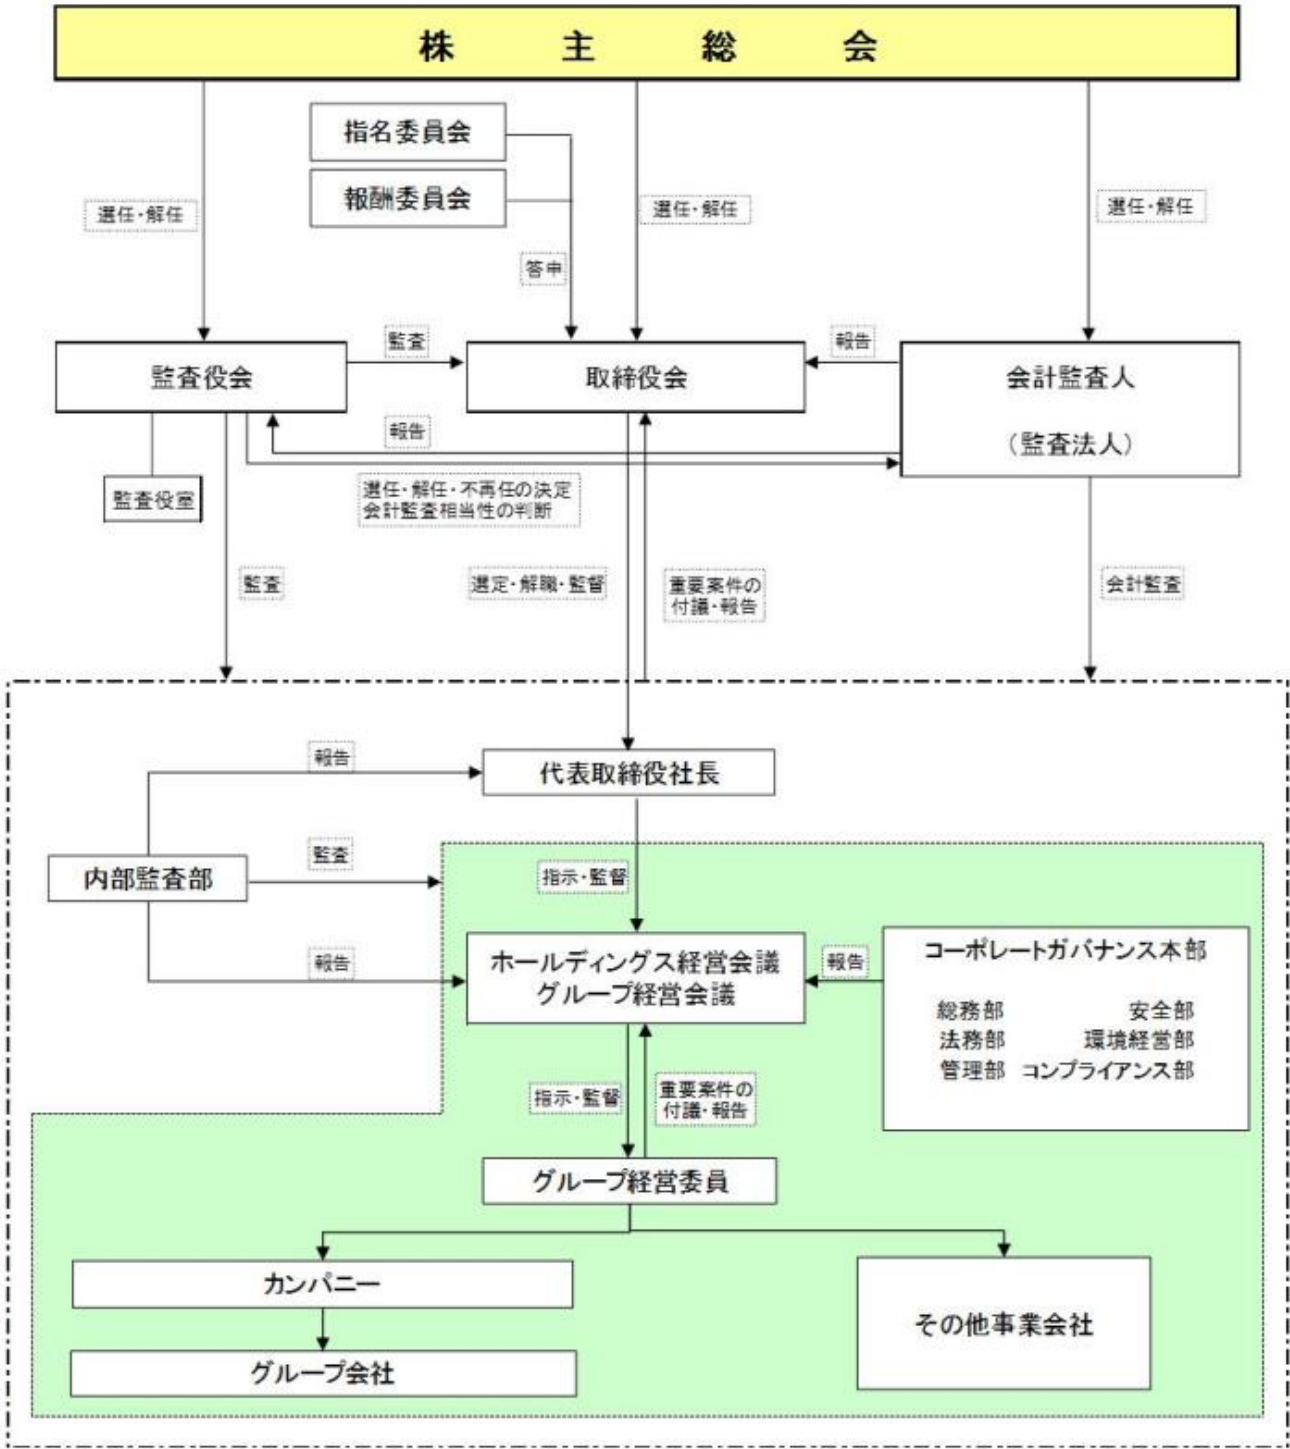 株主総会
指名委員会
報酬委員会
選任・解任
選任・解任
選任・解任
答申
監査役会
監査
取締役会
報告
会計監査人
（監査法人）
報告
監査役室
選任・解任・不再任の決定
会計監査相当性の判断
監査
選定・解職・監督
重要案件の
付議・報告
会計監査
報告
代表取締役社長
内部監査部
監査
指示・監督
報告
ホールディングス経営会議
グループ経営会議
報告
コーポレートガバナンス本部
総務部 安全部
法務部 環境経営部
管理部 コンプライアンス部
指示・監督
重要案件の
付議・報告
グループ経営委員
カンパニー
その他事業会社
グループ会社